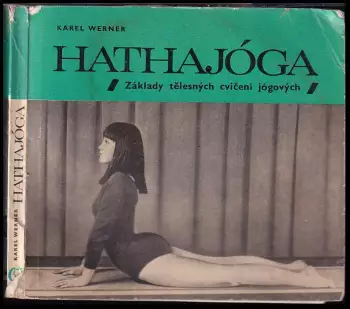 KAREL WERNER
HATHAJÓGA
/ Základy tělesných cvičení jógových /
KAREL WERNER HATHAJÓGA